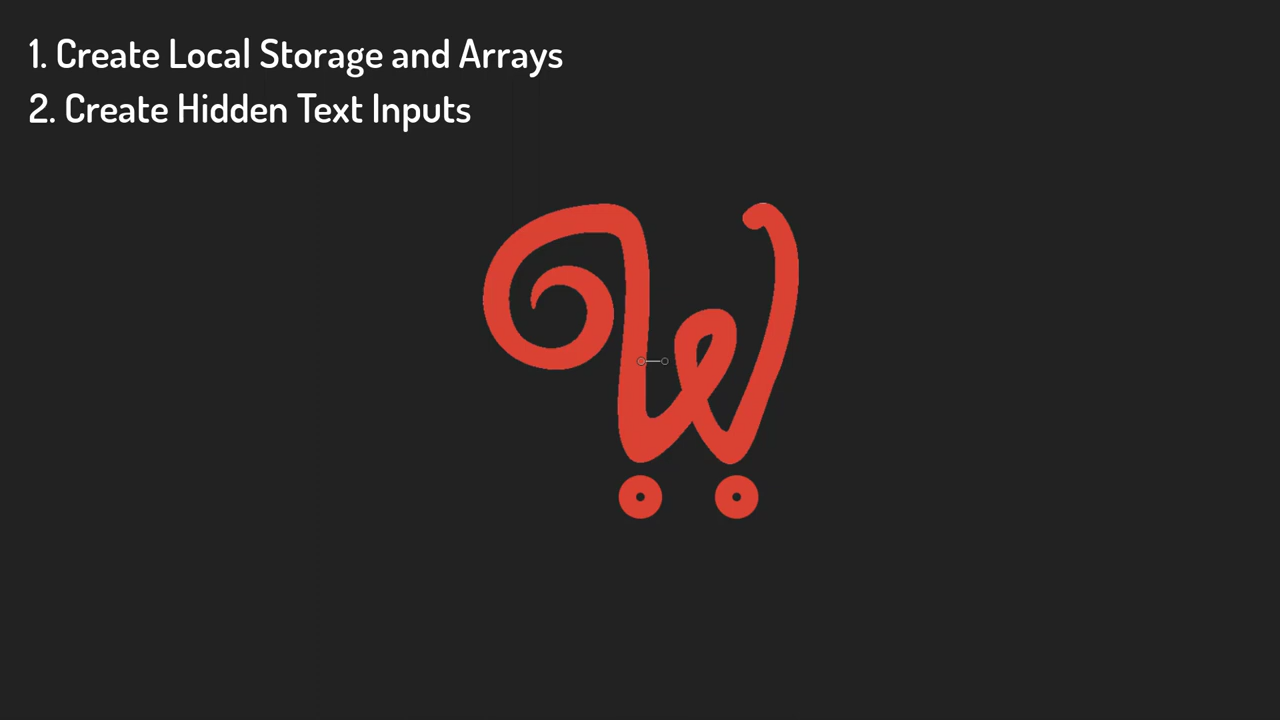 1. Create Local Storage and Arrays
2. Create Hidden Text Inputs